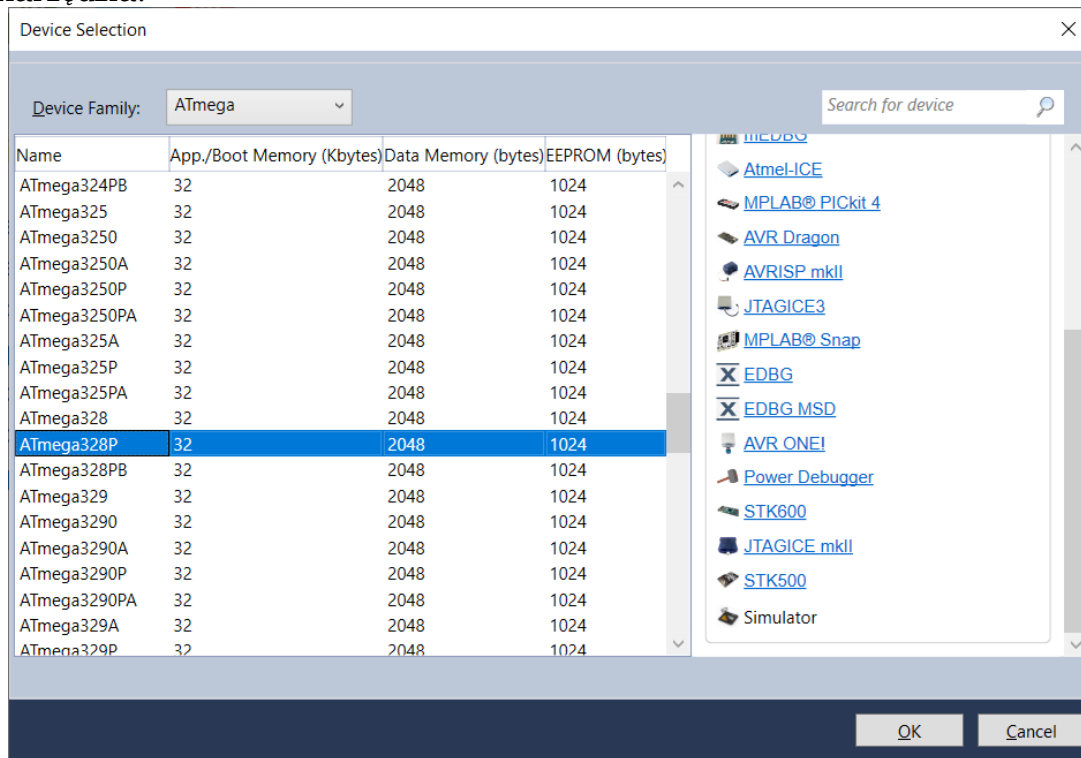 Device Selection
Device Family: ATmega
Search for device
Name App./Boot Memory (Kbytes) Data Memory (bytes) EEPROM (bytes)
ATmega324PB 32 2048 1024
ATmega325 32 2048 1024
ATmega3250 32 2048 1024
ATmega3250A 32 2048 1024
ATmega3250P 32 2048 1024
ATmega3250PA 32 2048 1024
ATmega325A 32 2048 1024
ATmega325P 32 2048 1024
ATmega325PA 32 2048 1024
ATmega328 32 2048 1024
ATmega328P 32 2048 1024
ATmega328PB 32 2048 1024
ATmega329 32 2048 1024
ATmega3290 32 2048 1024
ATmega3290A 32 2048 1024
ATmega3290P 32 2048 1024
ATmega3290PA 32 2048 1024
ATmega329A 32 2048 1024
ATmega329P 32 2048 1024
mEDBG
Atmel-ICE
MPLAB® PICkit 4
AVR Dragon
AVRISP mkII
JTAGICE3
MPLAB® Snap
EDBG
EDBG MSD
AVR ONE!
Power Debugger
STK600
JTAGICE mkII
STK500
Simulator
OK Cancel